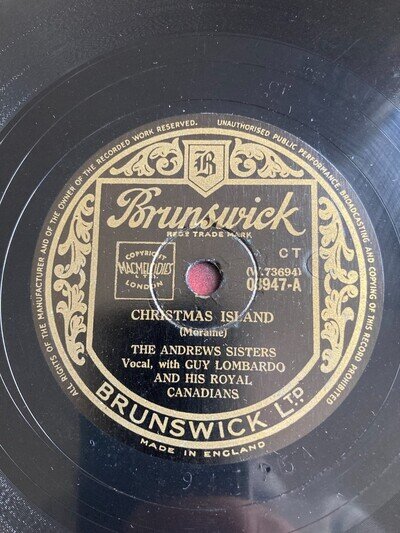 ALL RIGHTS OF THE MANUFACTURER AND OF THE OWNER OF THE RECORDED WORK RESERVED. UNAUTHORISED PUBLIC PERFORMANCE, BROADCASTING AND COPYING OF THIS RECORD PROHIBITED
B
Brunswick
REGD TRADE MARK
COPYRIGHT
MACMELODIES
LONDON
CT
(W.73694)
03947-A
CHRISTMAS ISLAND
(Moraine)
THE ANDREWS SISTERS
Vocal, with GUY LOMBARDO
AND HIS ROYAL
CANADIANS
BRUNSWICK LTD.
MADE IN ENGLAND